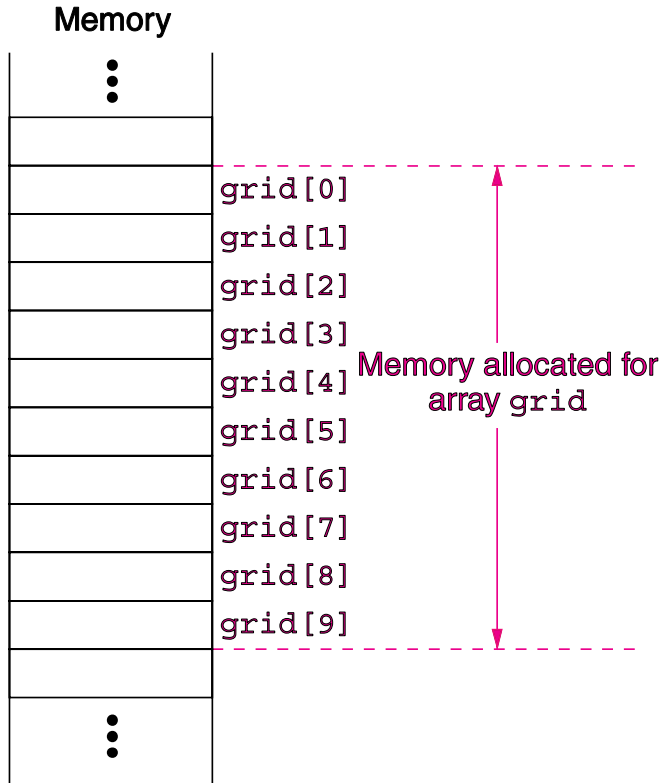 Memory
grid[0]
grid[1]
grid[2]
grid[3]
grid[4]
grid[5]
grid[6]
grid[7]
grid[8]
grid[9]
Memory allocated for
array grid